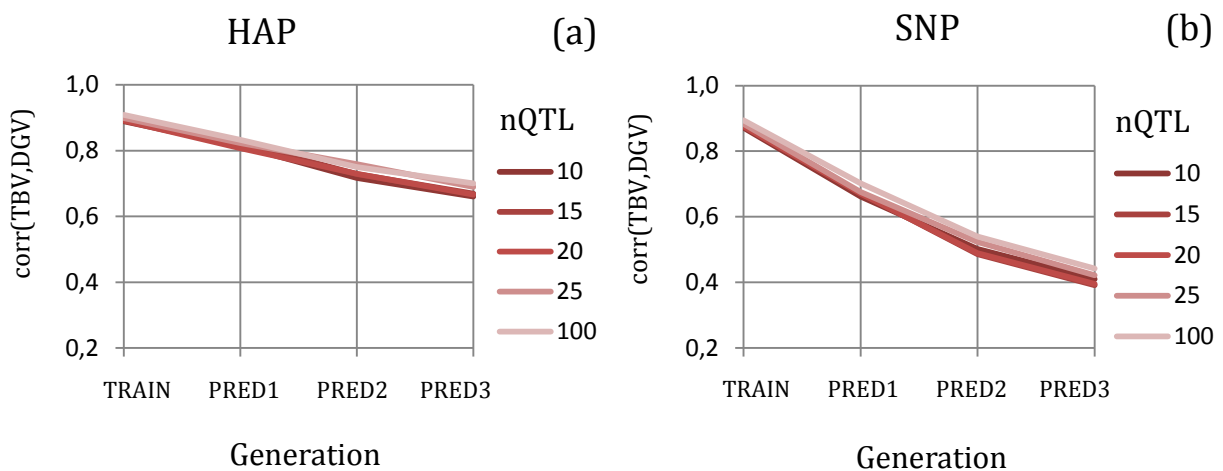 HAP
(a)
corr(TBV,DGV)
1,0
0,8
0,6
0,4
0,2
TRAIN PRED1 PRED2 PRED3
Generation
nQTL
10
15
20
25
100
SNP
(b)
corr(TBV,DGV)
1,0
0,8
0,6
0,4
0,2
TRAIN PRED1 PRED2 PRED3
Generation
nQTL
10
15
20
25
100